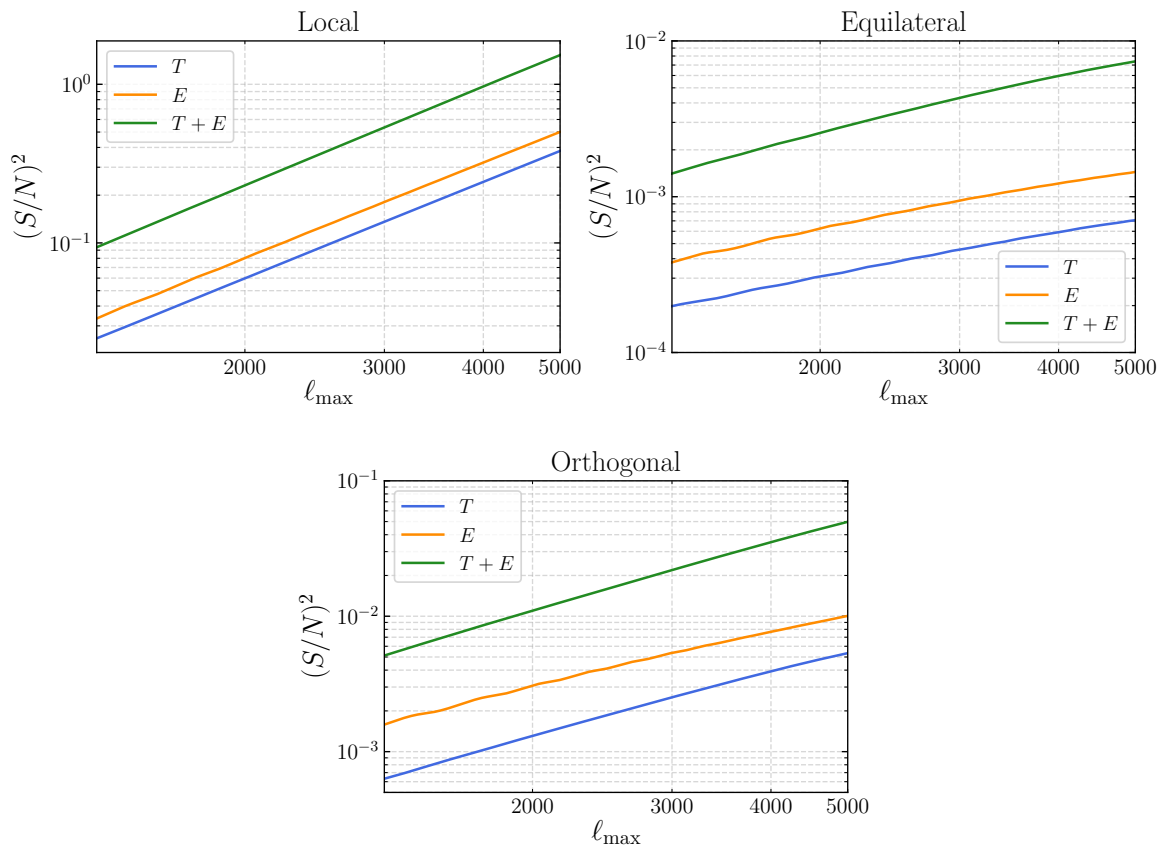 Local
T
E
T + E
10^0
10^-1
(S/N)^2
2000
3000
4000
5000
ℓ_max
Equilateral
10^-2
10^-3
10^-4
(S/N)^2
T
E
T + E
2000
3000
4000
5000
ℓ_max
Orthogonal
T
E
T + E
10^-1
10^-2
10^-3
(S/N)^2
2000
3000
4000
5000
ℓ_max